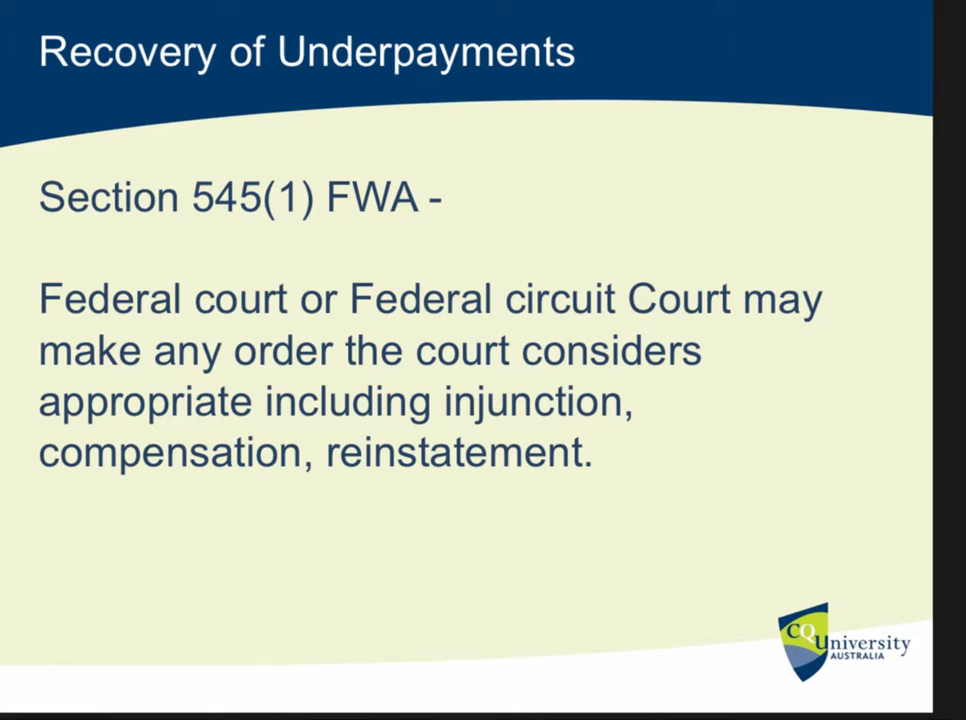 Recovery of Underpayments
Section 545(1) FWA -
Federal court or Federal circuit Court may
make any order the court considers
appropriate including injunction,
compensation, reinstatement.
CQUniversity
AUSTRALIA